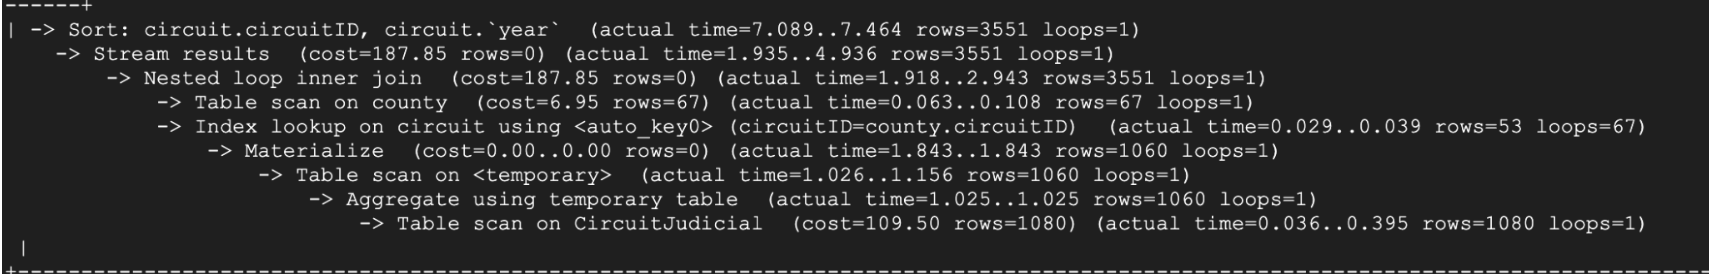 ------+
| -> Sort: circuit.circuitID, circuit.`year`  (actual time=7.089..7.464 rows=3551 loops=1)
    -> Stream results  (cost=187.85 rows=0) (actual time=1.935..4.936 rows=3551 loops=1)
        -> Nested loop inner join  (cost=187.85 rows=0) (actual time=1.918..2.943 rows=3551 loops=1)
            -> Table scan on county  (cost=6.95 rows=67) (actual time=0.063..0.108 rows=67 loops=1)
            -> Index lookup on circuit using <auto_key0> (circuitID=county.circuitID)  (actual time=0.029..0.039 rows=53 loops=67)
                -> Materialize  (cost=0.00..0.00 rows=0) (actual time=1.843..1.843 rows=1060 loops=1)
                    -> Table scan on <temporary>  (actual time=1.026..1.156 rows=1060 loops=1)
                        -> Aggregate using temporary table  (actual time=1.025..1.025 rows=1060 loops=1)
                            -> Table scan on CircuitJudicial  (cost=109.50 rows=1080) (actual time=0.036..0.395 rows=1080 loops=1)
 |
+--------------------------------------------------------------------------------------------------------------------------------------